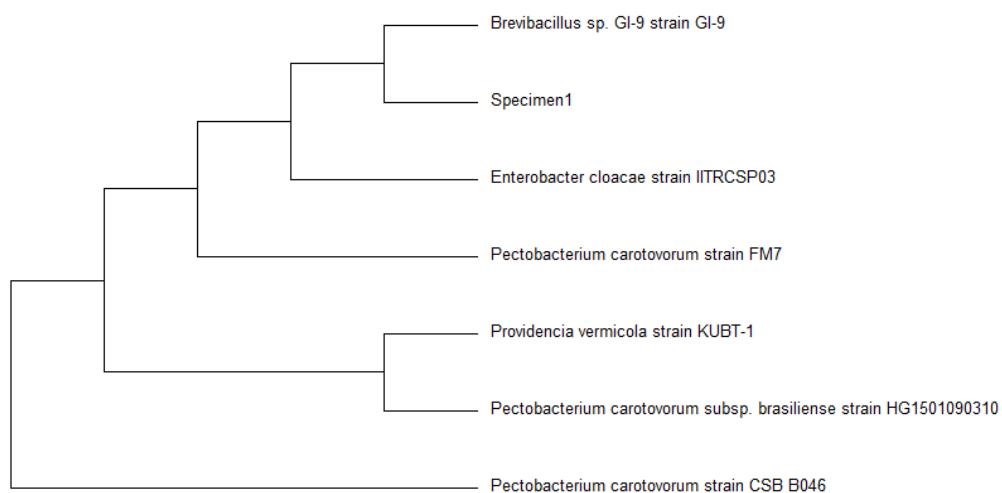 Brevibacillus sp. GI-9 strain GI-9
Specimen1
Enterobacter cloacae strain IITRCSP03
Pectobacterium carotovorum strain FM7
Providencia vermicola strain KUBT-1
Pectobacterium carotovorum subsp. brasiliense strain HG1501090310
Pectobacterium carotovorum strain CSB B046